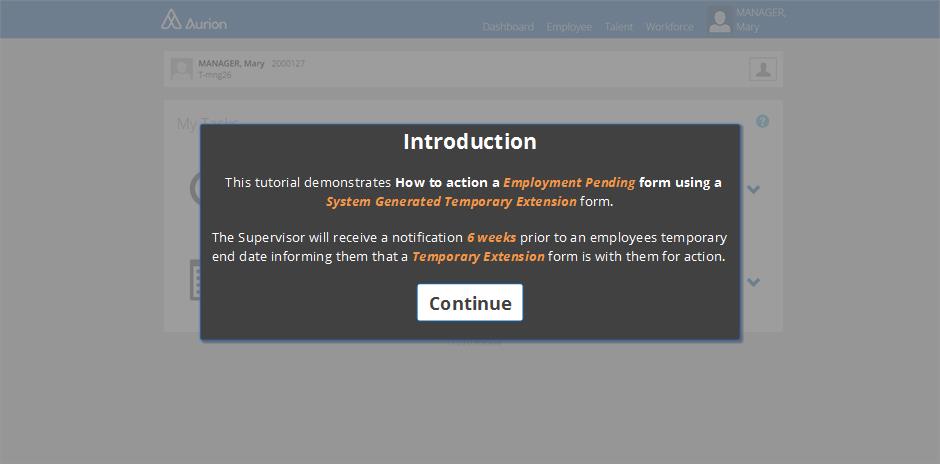 Aurion
Dashboard Employee Talent Workforce
MANAGER,
Mary
MANAGER, Mary 2000127
T-mng26
My Tasks
Introduction
This tutorial demonstrates How to action a Employment Pending form using a
System Generated Temporary Extension form.
The Supervisor will receive a notification 6 weeks prior to an employees temporary
end date informing them that a Temporary Extension form is with them for action.
Continue